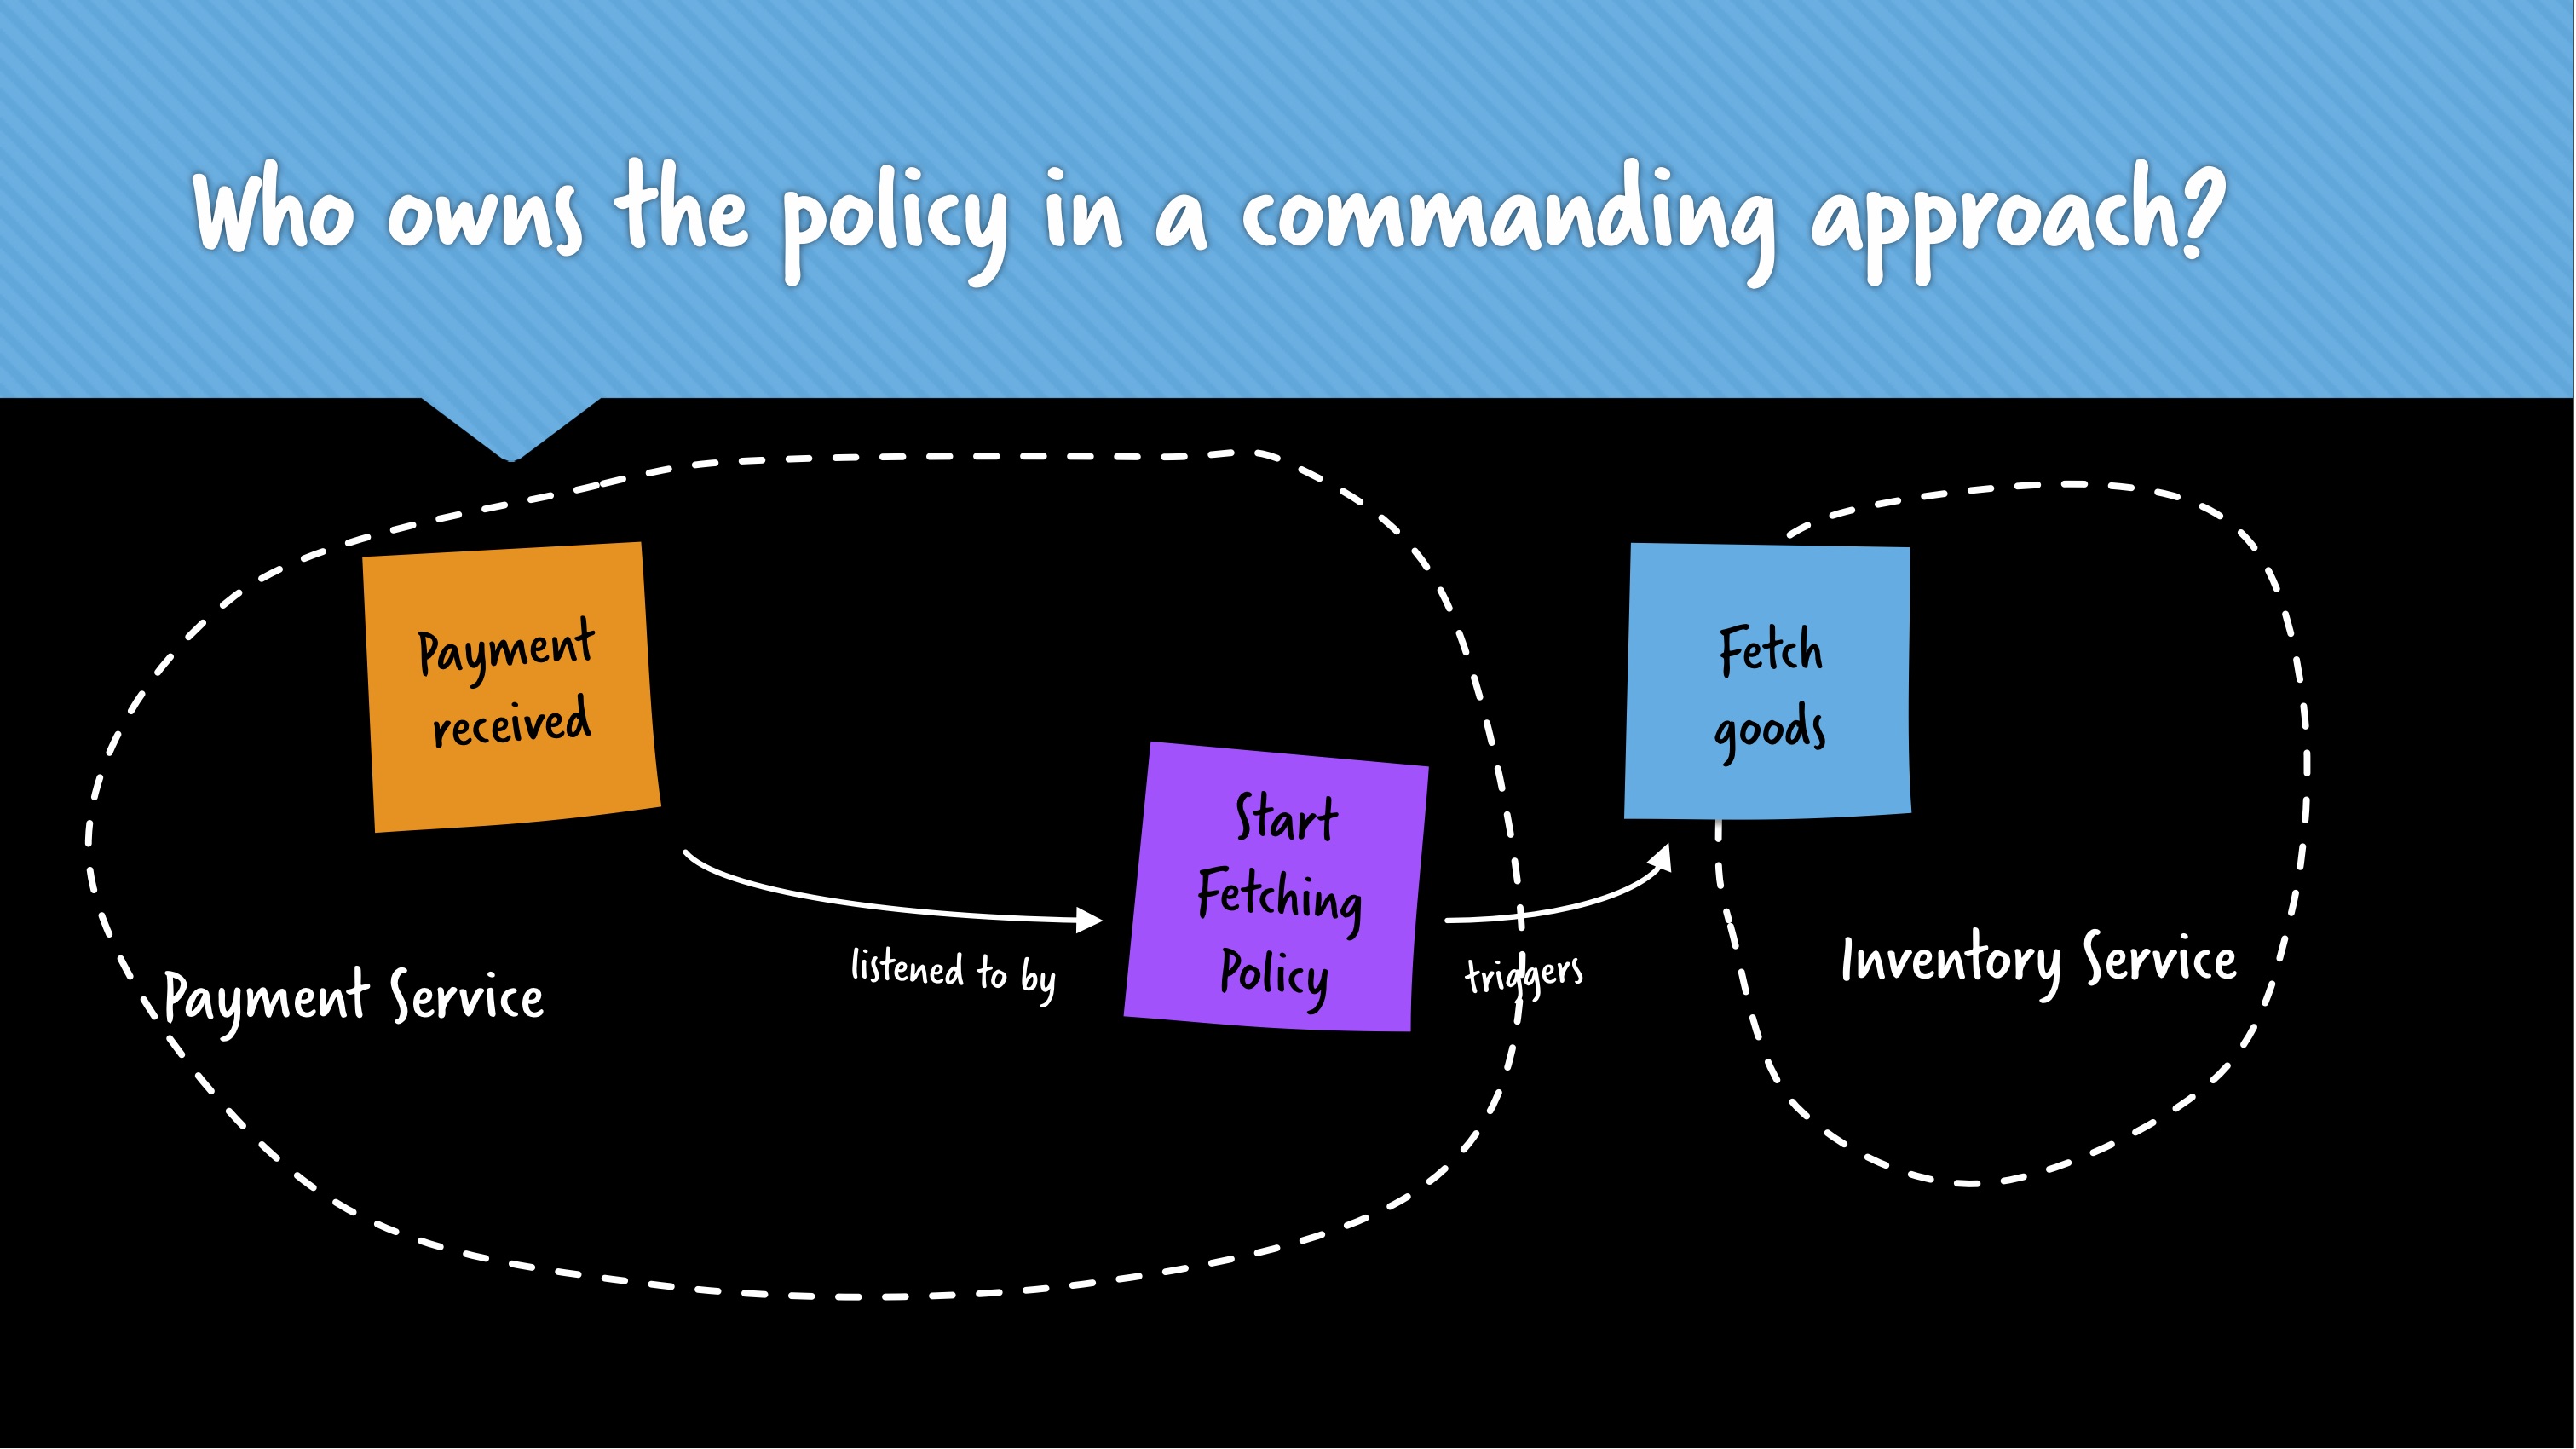 Who owns the policy in a commanding approach?
Payment
received
Fetch
goods
Start
Fetching
Policy
listened to by
triggers
Payment Service
Inventory Service